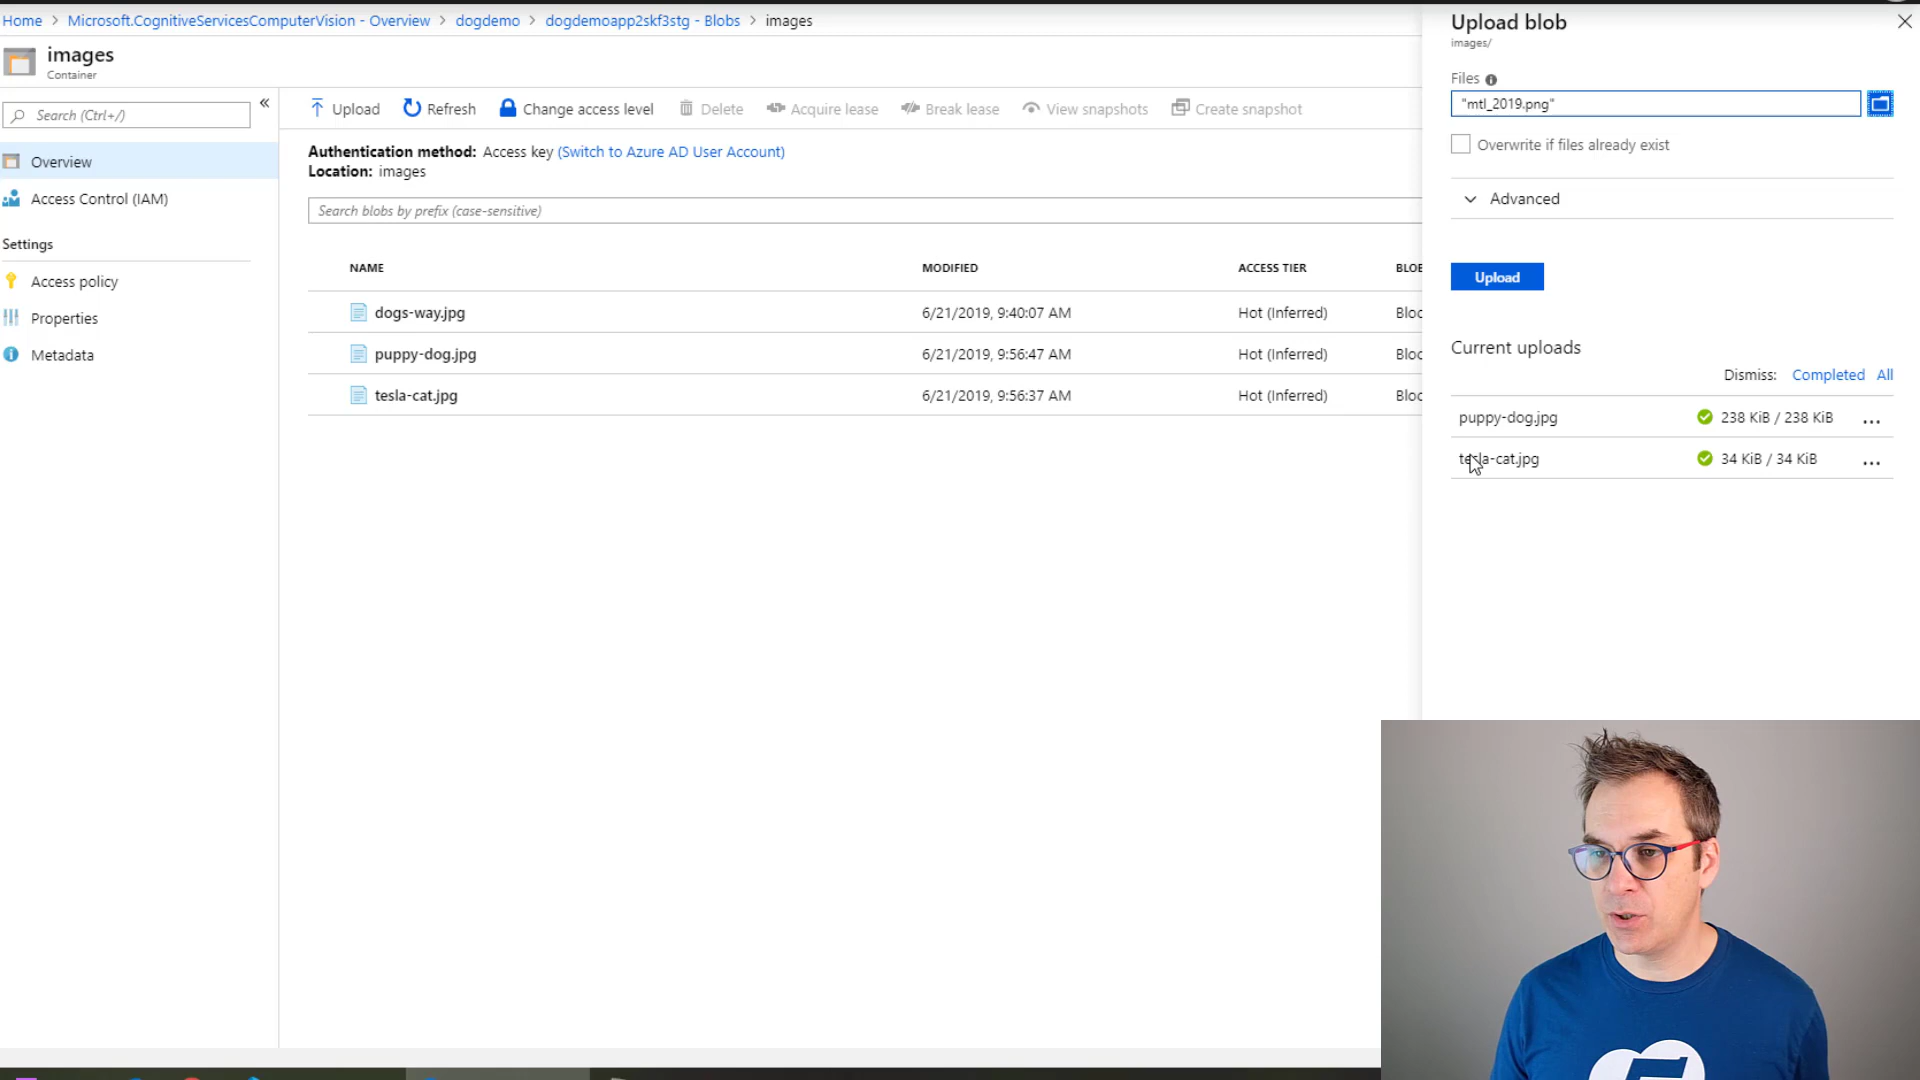 Home > Microsoft.CognitiveServicesComputerVision - Overview > dogdemo > dogdemoapp2skf3stg - Blobs > images
images
Container
Search (Ctrl+/)
«
Overview
Access Control (IAM)
Settings
Access policy
Properties
Metadata
Upload Refresh Change access level Delete Acquire lease Break lease View snapshots Create snapshot
Authentication method: Access key (Switch to Azure AD User Account)
Location: images
Search blobs by prefix (case-sensitive)
NAME MODIFIED ACCESS TIER
dogs-way.jpg 6/21/2019, 9:40:07 AM Hot (Inferred)
puppy-dog.jpg 6/21/2019, 9:56:47 AM Hot (Inferred)
tesla-cat.jpg 6/21/2019, 9:56:37 AM Hot (Inferred)
Upload blob
images/
Files
"mtl_2019.png"
Overwrite if files already exist
Advanced
Upload
Current uploads
Dismiss: Completed All
puppy-dog.jpg 238 KiB / 238 KiB ...
tesla-cat.jpg 34 KiB / 34 KiB ...